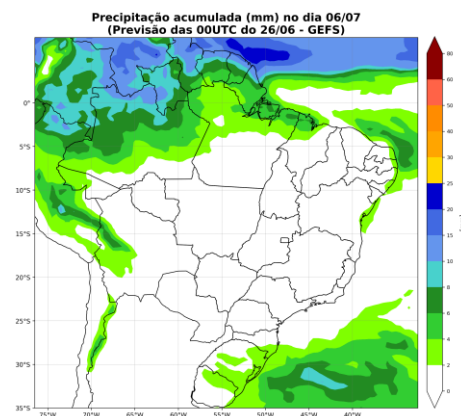 Precipitação acumulada (mm) no dia 06/07
(Previsão das 00UTC do 26/06 - GEFS)
80
60
50
40
30
25
20
15
10
8
6
4
2
0
0°
5°S
10°S
15°S
20°S
25°S
30°S
35°S
75°W
70°W
65°W
60°W
55°W
50°W
45°W
40°W